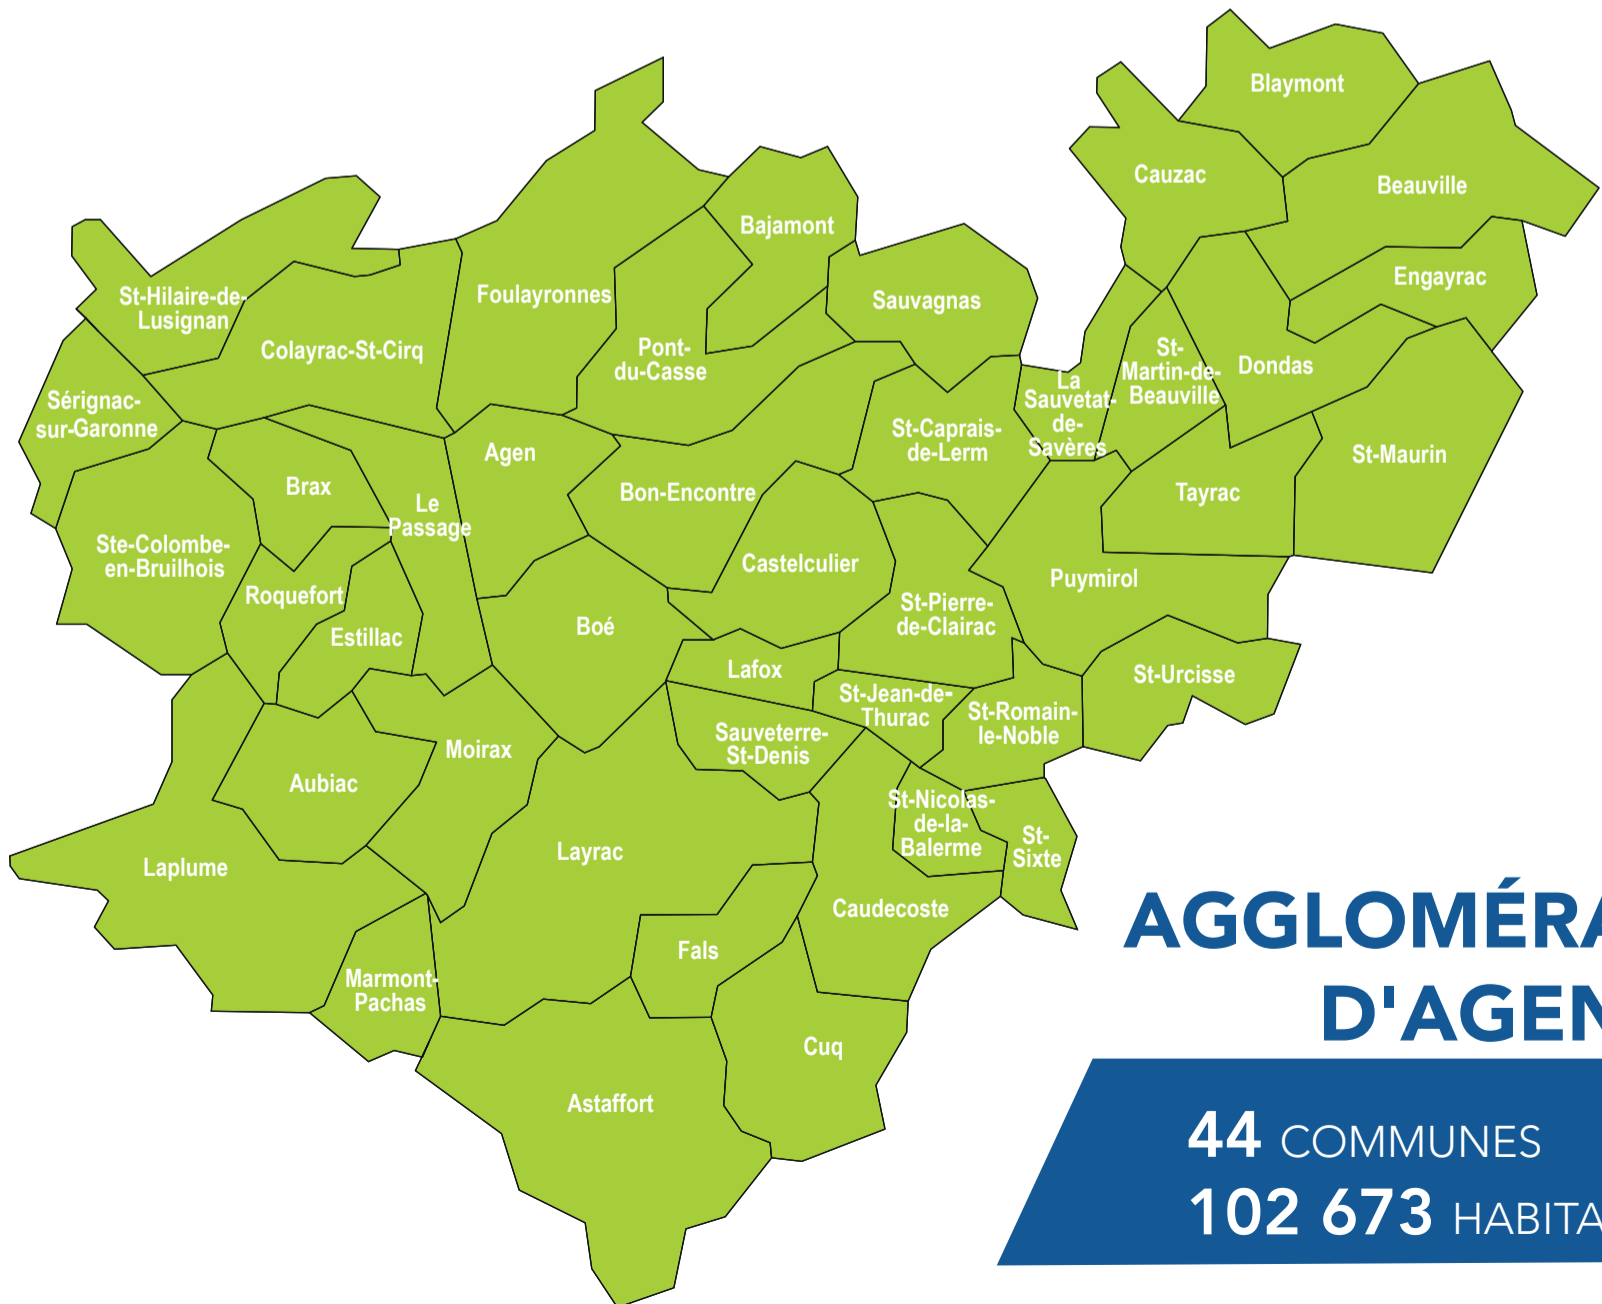 Blaymont
Cauzac
Beauville
Bajamont
Engayrac
St-Hilaire-de-
Lusignan
Foulayronnes
Sauvagnas
Colayrac-St-Cirq
Pont-
du-Casse
St-
Martin-de-
Beauville
Dondas
La
Sauvetat-
de-
Savères
Sérignac-
sur-Garonne
Agen
St-Caprais-
de-Lerm
St-Maurin
Brax
Le
Passage
Bon-Encontre
Tayrac
Ste-Colombe-
en-Bruilhois
Castelculier
Puymirol
Roquefort
Estillac
Boé
St-Pierre-
de-Clairac
Lafox
St-Urcisse
St-Jean-de-
Thurac
St-Romain-
le-Noble
Sauveterre-
St-Denis
Moirax
Aubiac
St-Nicolas-
de-la-
Balerme
St-
Sixte
Layrac
Laplume
Caudecoste
Fals
Marmont-
Pachas
Cuq
Astaffort
AGGLOMÉRA
D'AGEN
44 COMMUNES
102 673 HABITA